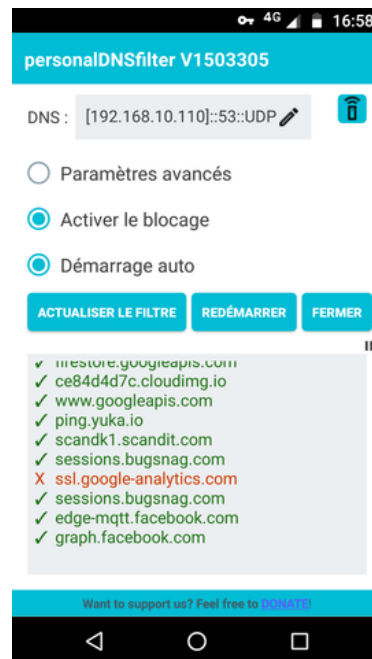 4G 16:58
personalDNSfilter V1503305
DNS : [192.168.10.110]::53::UDP
Paramètres avancés
Activer le blocage
Démarrage auto
ACTUALISER LE FILTRE REDÉMARRER FERMER
✓ firestore.googleapis.com
✓ ce84d4d7c.cloudimg.io
✓ www.googleapis.com
✓ ping.yuka.io
✓ scandk1.scandit.com
✓ sessions.bugsnag.com
X ssl.google-analytics.com
✓ sessions.bugsnag.com
✓ edge-mqtt.facebook.com
✓ graph.facebook.com
Want to support us? Feel free to DONATE!